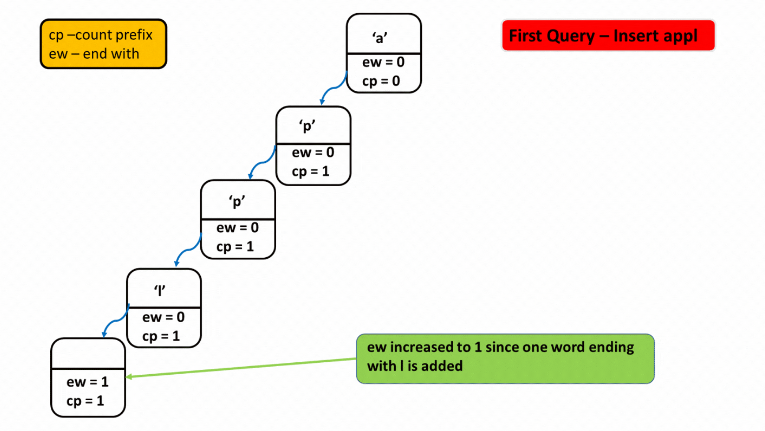 cp –count prefix
ew – end with
First Query – Insert appl
‘a’
ew = 0
cp = 0
‘p’
ew = 0
cp = 1
‘p’
ew = 0
cp = 1
‘l’
ew = 0
cp = 1
ew = 1
cp = 1
ew increased to 1 since one word ending
with l is added